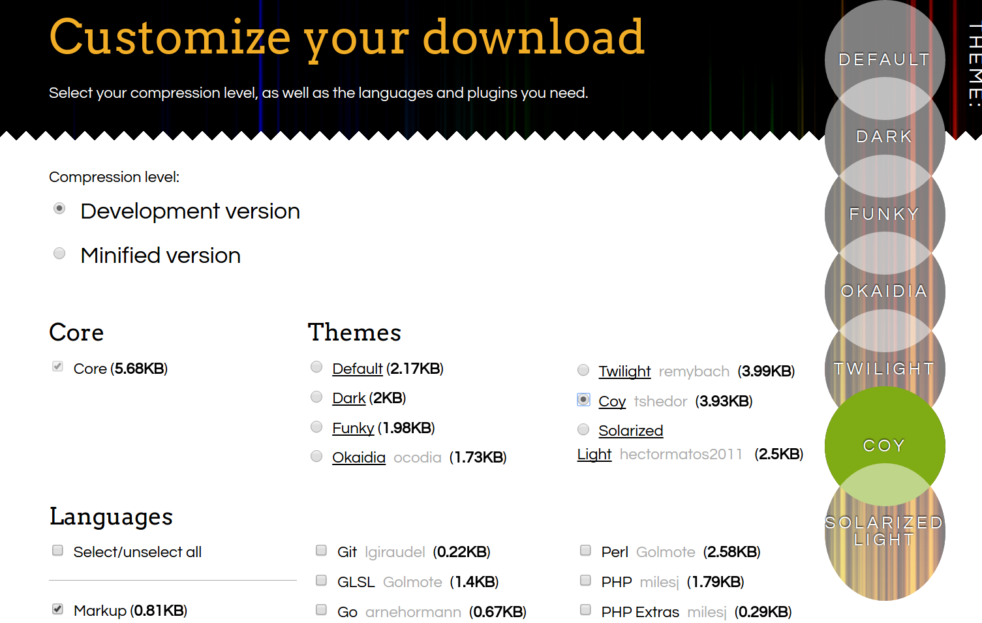 Customize your download
Select your compression level, as well as the languages and plugins you need.
THEME:
DEFAULT
DARK
FUNKY
OKAIDIA
TWILIGHT
COY
SOLARIZED
LIGHT
Compression level:
Development version
Minified version
Core
Core (5.68KB)
Themes
Default (2.17KB)
Dark (2KB)
Funky (1.98KB)
Okaidia ocodia (1.73KB)
Twilight remybach (3.99KB)
Coy tshedor (3.93KB)
Solarized
Light hectormatos2011 (2.5KB)
Languages
Select/unselect all
Markup (0.81KB)
Git lgiraudel (0.22KB)
GLSL Golmote (1.4KB)
Go arnehormann (0.67KB)
Perl Golmote (2.58KB)
PHP milesj (1.79KB)
PHP Extras milesj (0.29KB)